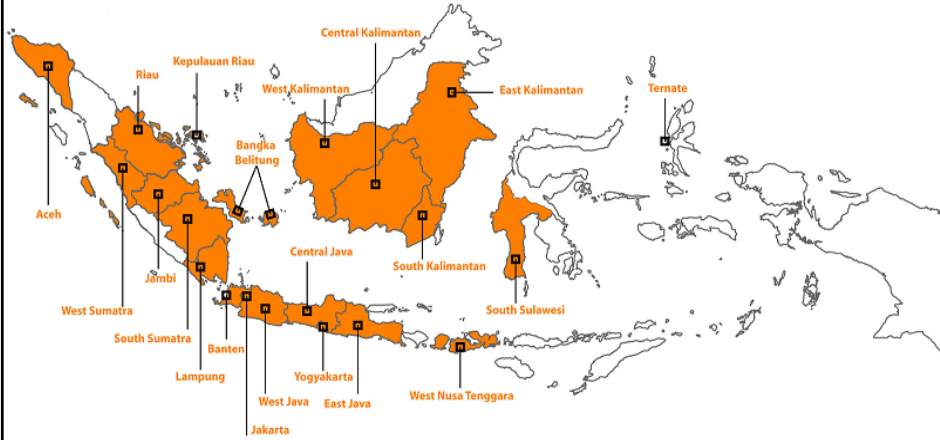 Central Kalimantan
Kepulauan Riau
Riau
West Kalimantan
East Kalimantan
Ternate
Bangka
Belitung
Aceh
Central Java
South Kalimantan
Jambi
West Sumatra
South Sulawesi
South Sumatra
Banten
Lampung
Yogyakarta
West Nusa Tenggara
West Java
East Java
Jakarta